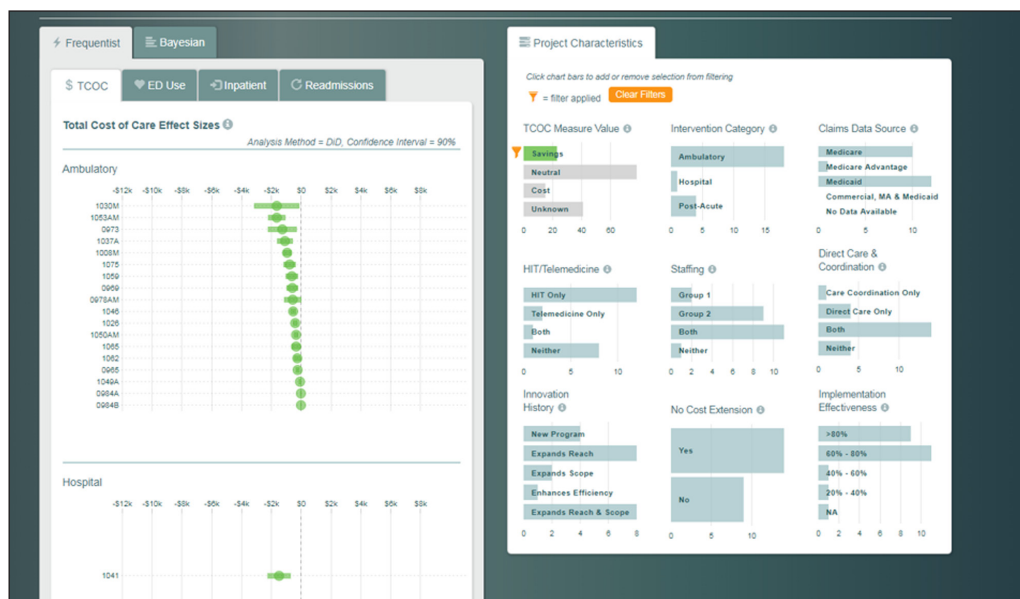 Frequentist
Bayesian
$ TCOC
ED Use
Inpatient
Readmissions
Total Cost of Care Effect Sizes
Analysis Method = DiD, Confidence Interval = 90%
Ambulatory
-$12k -$10k -$8k -$6k -$4k -$2k $0 $2k $4k $6k $8k
1030M
1053AM
0973
1037A
1008M
1075
1059
0969
0978AM
1046
1026
1050AM
1065
1062
0965
1049A
0984A
0984B
Hospital
-$12k -$10k -$8k -$6k -$4k -$2k $0 $2k $4k $6k $8k
1041
Project Characteristics
Click chart bars to add or remove selection from filtering
= filter applied
Clear Filters
TCOC Measure Value
Savings
Neutral
Cost
Unknown
0 20 40 60
Intervention Category
Ambulatory
Hospital
Post-Acute
0 5 10 15
Claims Data Source
Medicare
Medicare Advantage
Medicaid
Commercial, MA & Medicaid
No Data Available
0 5 10
HIT/Telemedicine
HIT Only
Telemedicine Only
Both
Neither
0 5 10
Staffing
Group 1
Group 2
Both
Neither
0 2 4 6 8 10
Direct Care &
Coordination
Care Coordination Only
Direct Care Only
Both
Neither
0 5 10
Innovation
History
New Program
Expands Reach
Expands Scope
Enhances Efficiency
Expands Reach & Scope
0 2 4 6 8
No Cost Extension
Yes
No
0 5 10
Implementation
Effectiveness
>80%
60% - 80%
40% - 60%
20% - 40%
NA
0 2 4 6 8 10